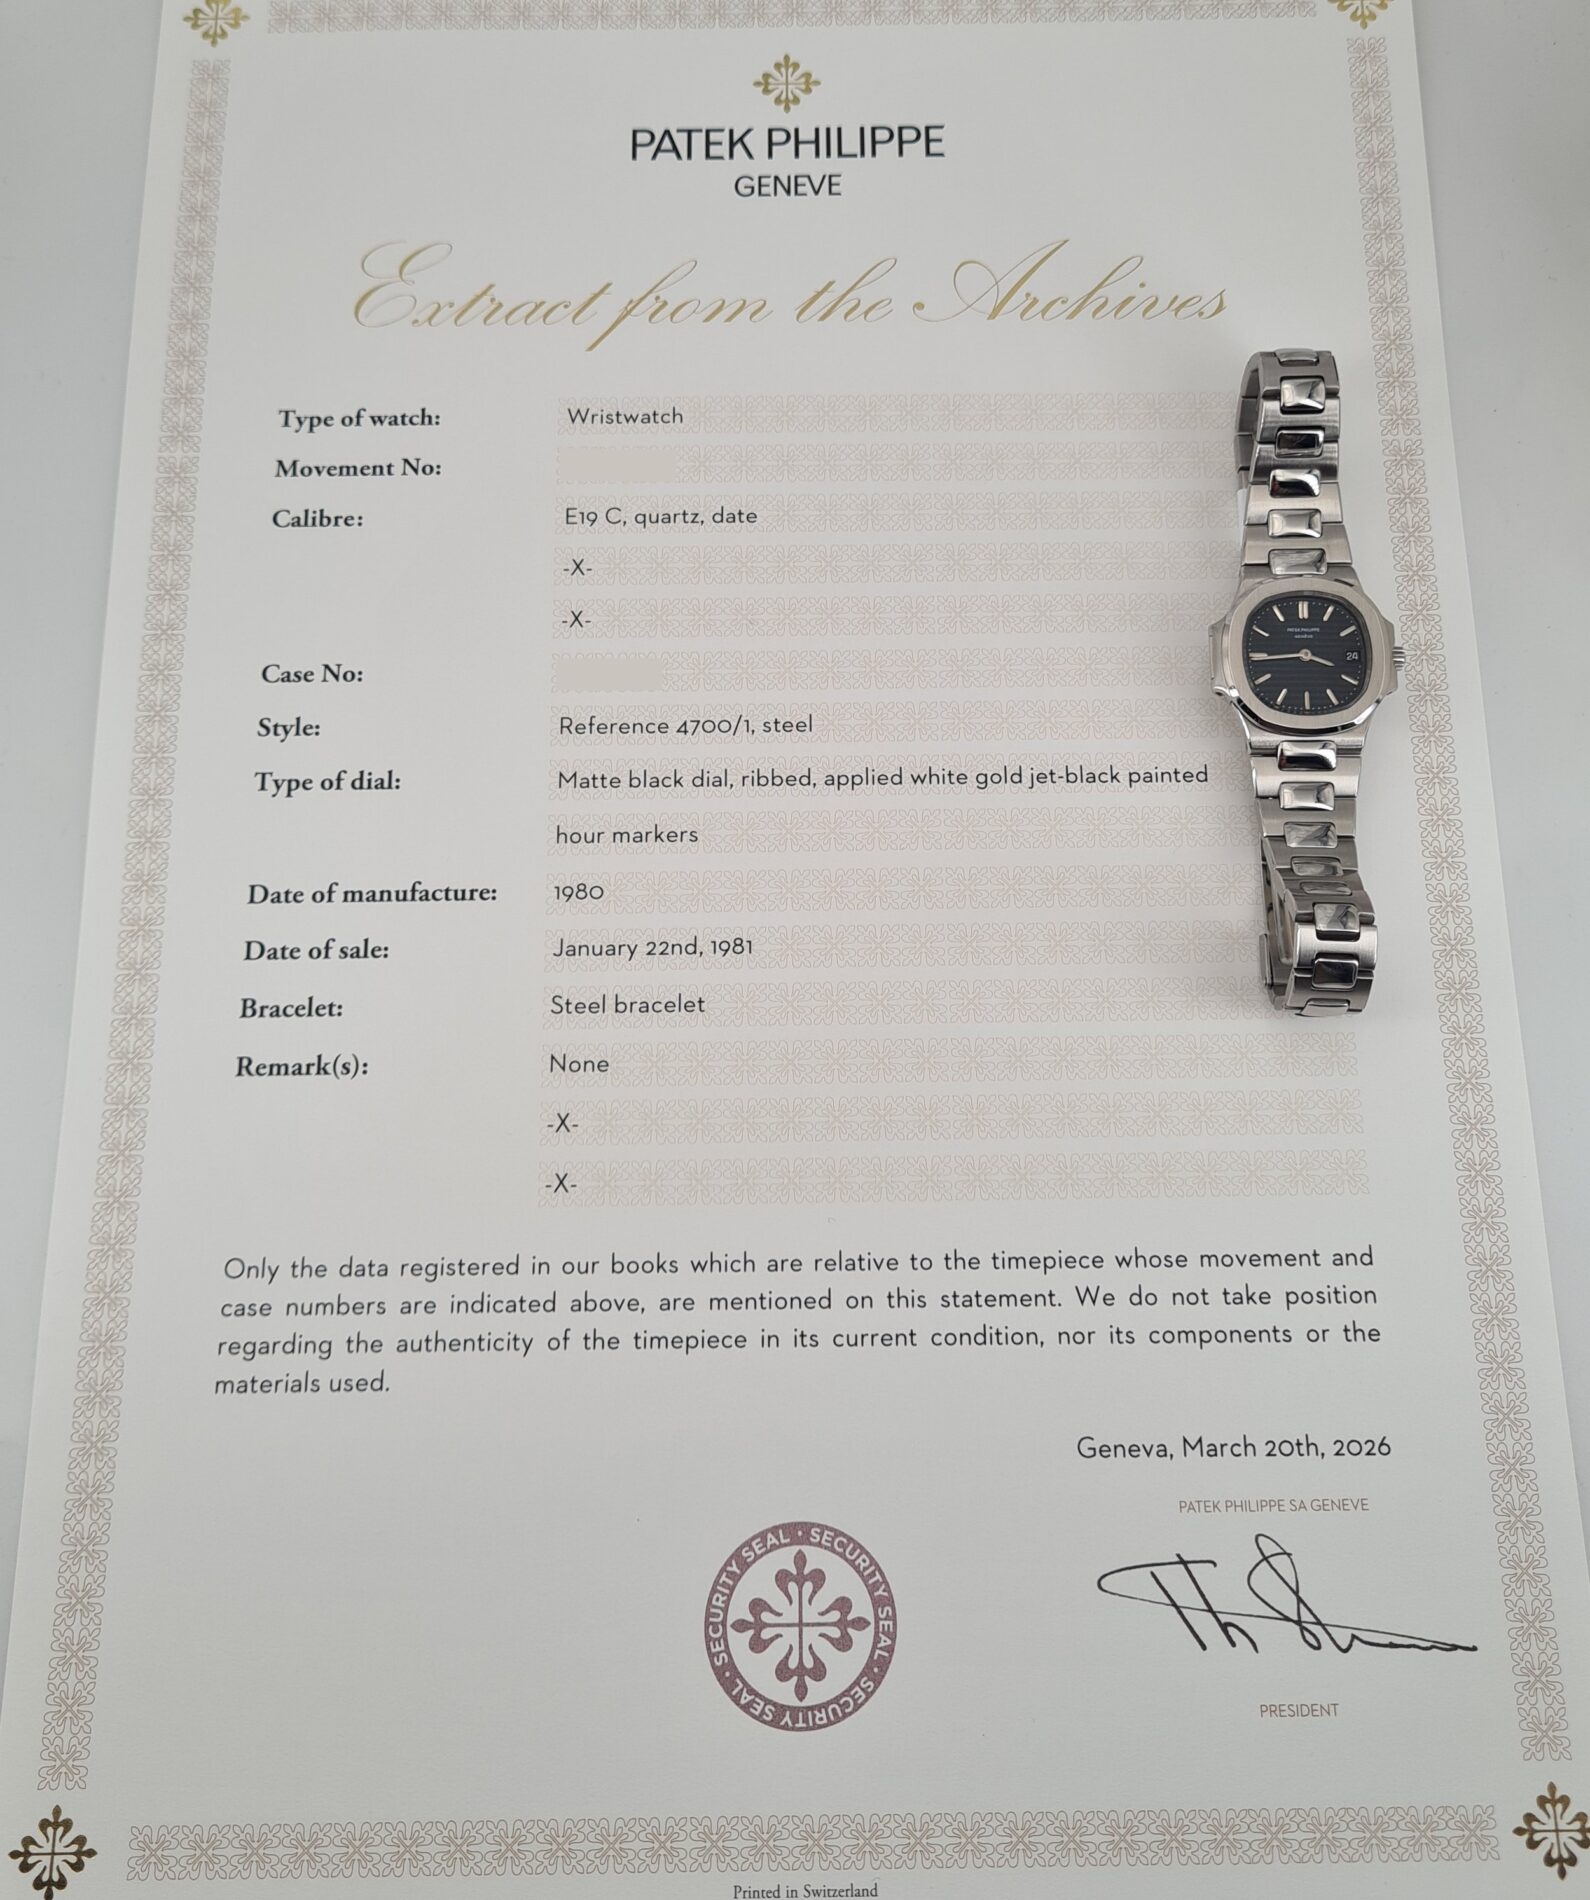 PATEK PHILIPPE
GENEVE
Extract from the Archives
Type of watch: Wristwatch
Movement No:
Calibre: E19 C, quartz, date
-X-
-X-
Case No:
Style: Reference 4700/1, steel
Type of dial: Matte black dial, ribbed, applied white gold jet-black painted
hour markers
Date of manufacture: 1980
Date of sale: January 22nd, 1981
Bracelet: Steel bracelet
Remark(s): None
-X-
-X-
PATEK PHILIPPE
GENÈVE
24
Only the data registered in our books which are relative to the timepiece whose movement and
case numbers are indicated above, are mentioned on this statement. We do not take position
regarding the authenticity of the timepiece in its current condition, nor its components or the
materials used.
Geneva, March 20th, 2026
PATEK PHILIPPE SA GENEVE
SECURITY SEAL · SECURITY SEAL · SECURITY SEAL · SECURITY SEAL ·
PRESIDENT
Printed in Switzerland